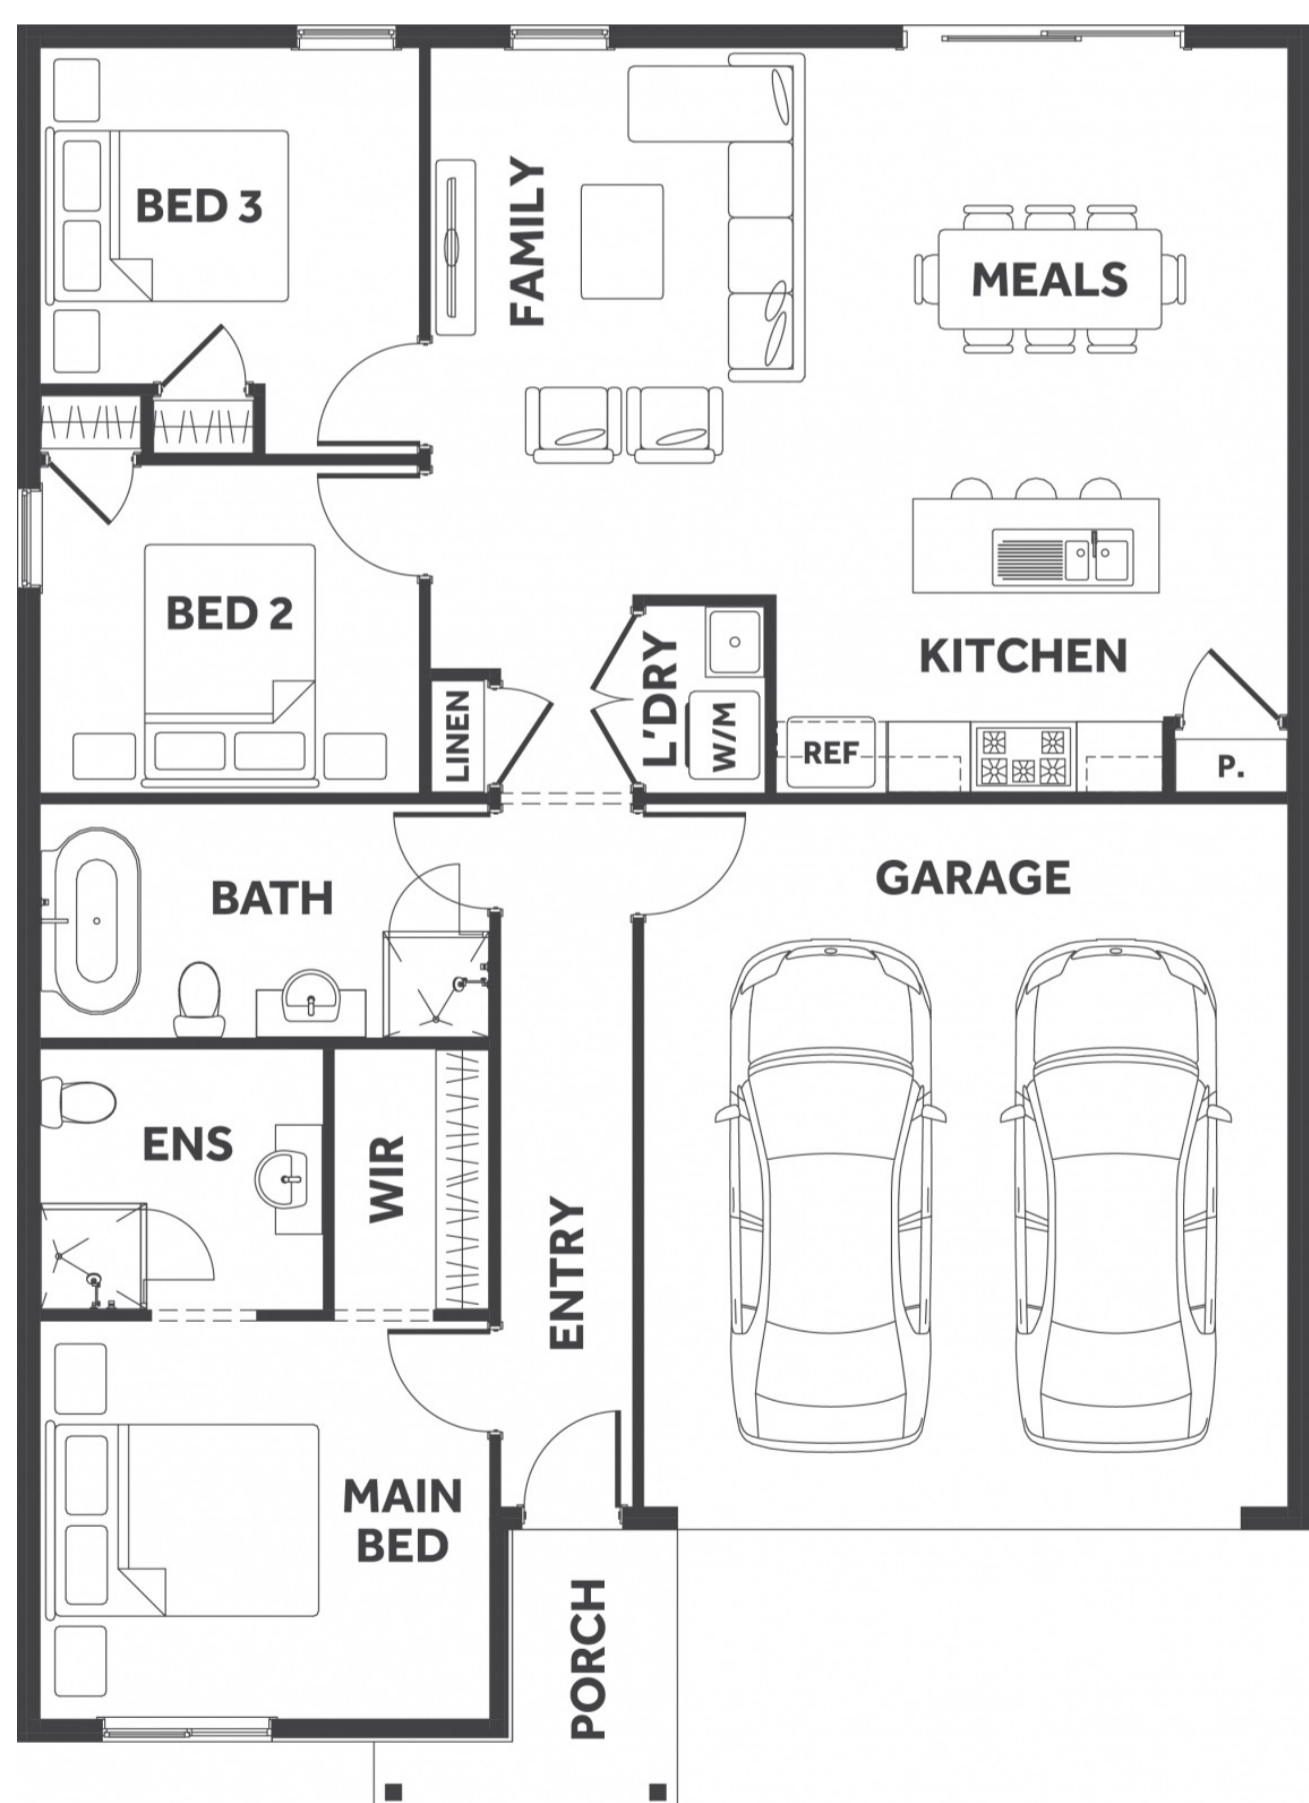 BED 3
FAMILY
MEALS
BED 2
KITCHEN
LINEN
L'DRY
W/M
REF
P.
BATH
GARAGE
ENS
WIR
ENTRY
MAIN
BED
PORCH